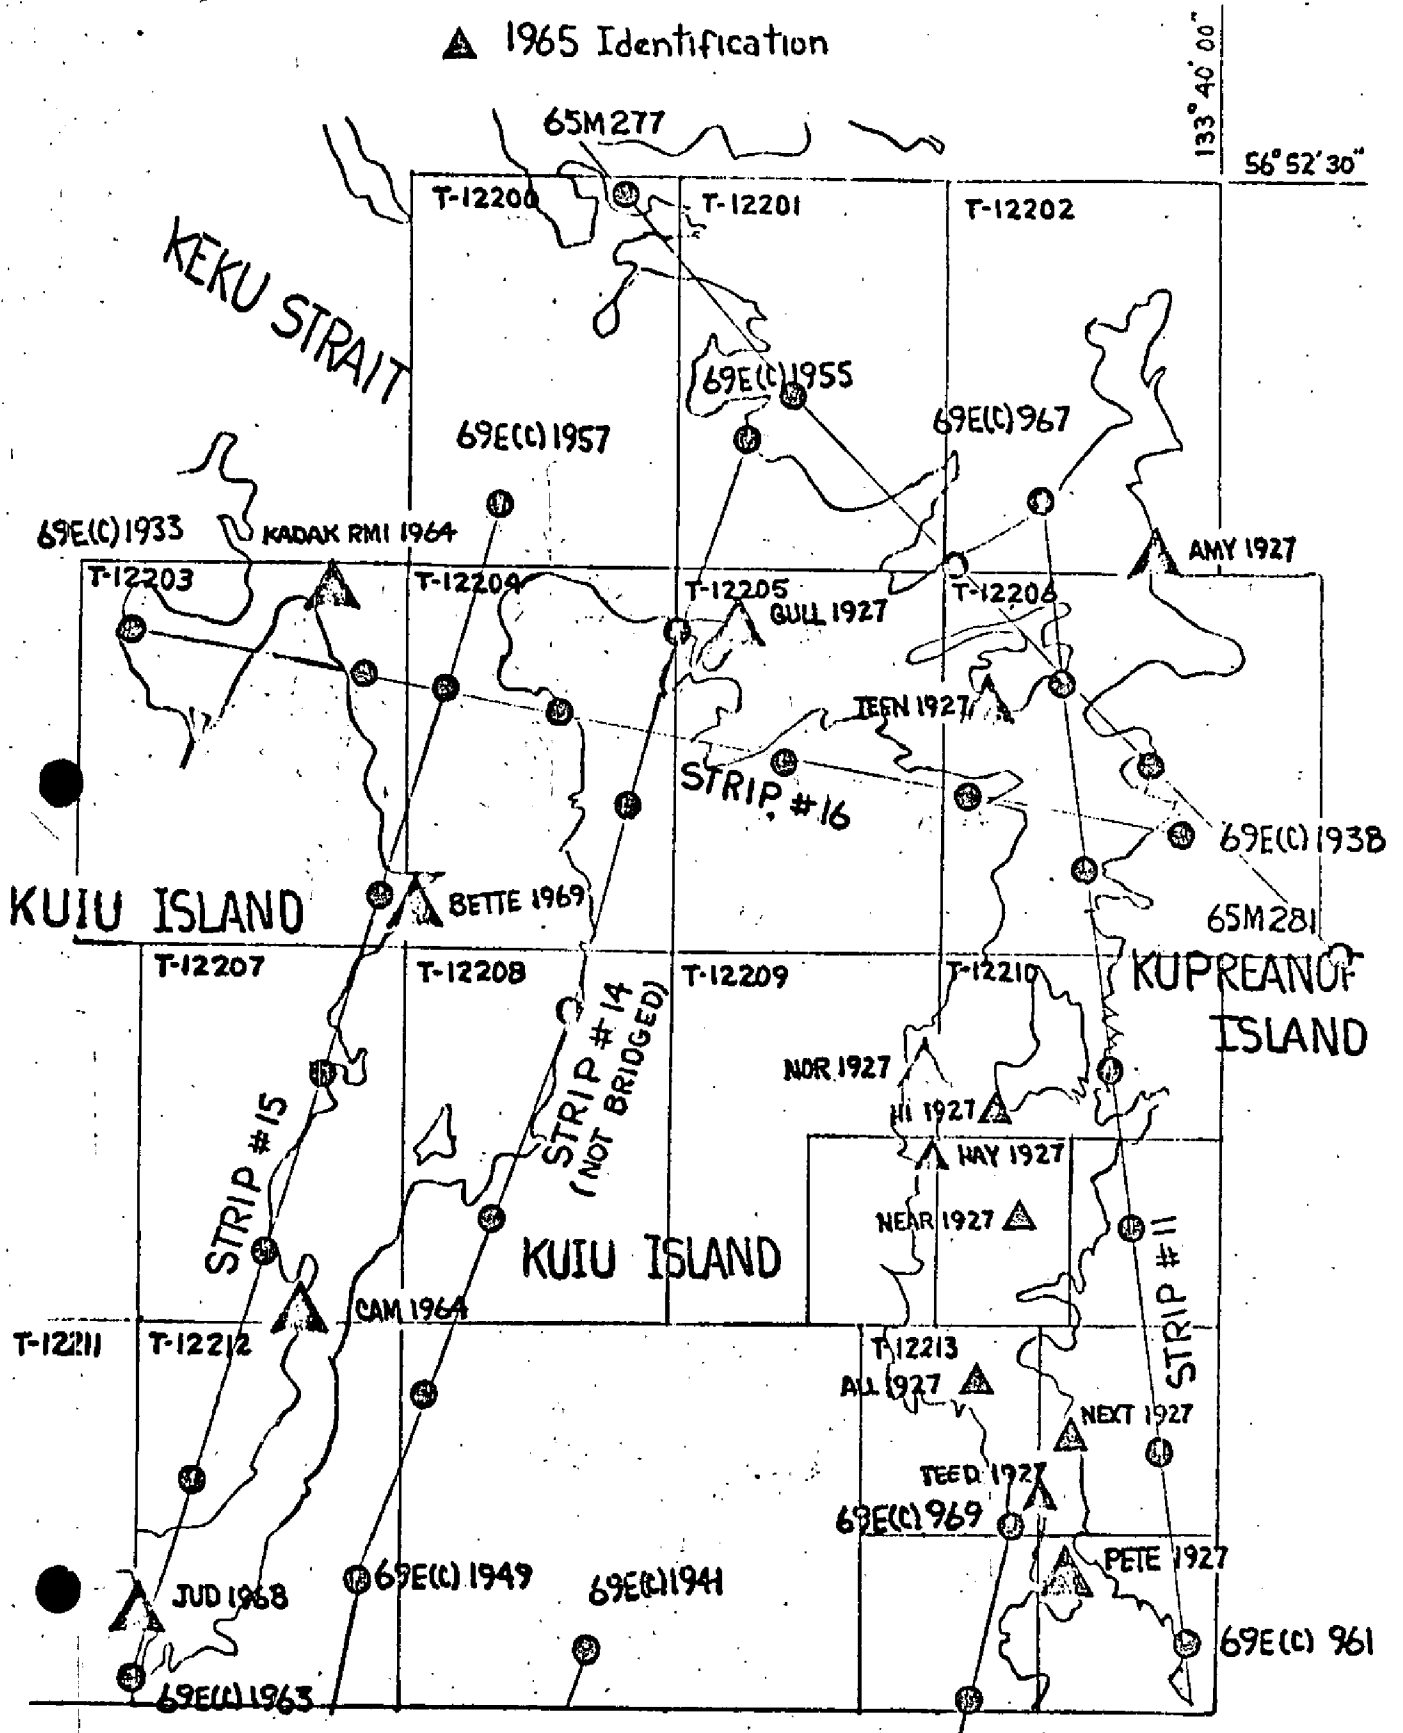 1965 Identification
133° 40' 00"
65M277
56° 52' 30"
T-12200
T-12201
T-12202
KEKU STRAIT
69E(C)1955
69E(C)967
69E(C)1957
69E(C)1933
KADAK RM1 1964
AMY 1927
T-12203
T-12204
T-12205
T-12206
GULL 1927
TEEN 1927
STRIP #16
69E(C)1938
KUIU ISLAND
BETTE 1969
65M281
T-12207
T-12208
T-12209
T-12210
KUPREANOF
ISLAND
STRIP #14
(NOT BRIDGED)
NOR 1927
HI 1927
STRIP #15
HAY 1927
NEAR 1927
KUIU ISLAND
STRIP #11
CAM 1964
T-12211
T-12212
T-12213
ALL 1927
NEXT 1927
TEED 1927
69E(C)969
PETE 1927
69E(C)1949
69E(C)1941
JUD 1968
69E(C) 961
69E(C)1963